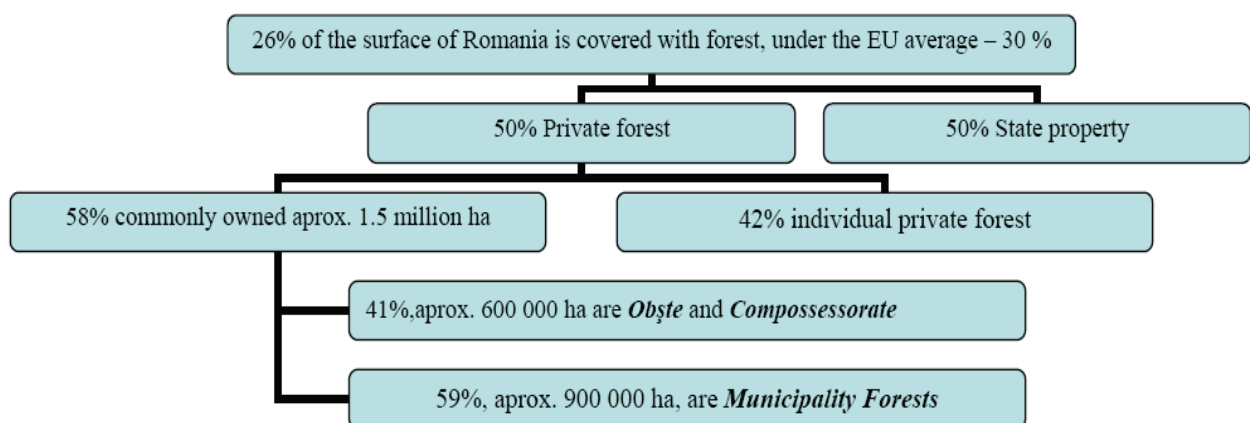 26% of the surface of Romania is covered with forest, under the EU average – 30 %
50% Private forest
50% State property
58% commonly owned aprox. 1.5 million ha
42% individual private forest
41%,aprox. 600 000 ha are Obşte and Compossessorate
59%, aprox. 900 000 ha, are Municipality Forests